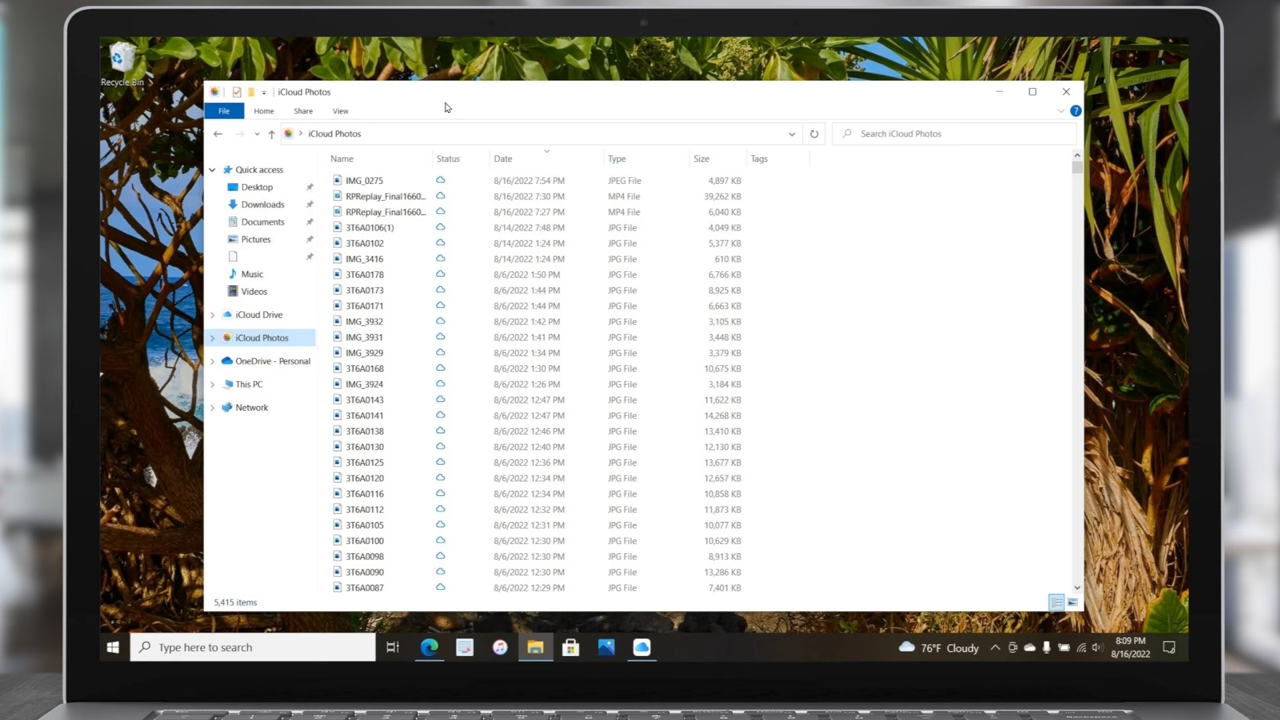 Recycle Bin
iCloud Photos
File Home Share View
iCloud Photos
Search iCloud Photos
Name Status Date Type Size Tags
Quick access
Desktop
Downloads
Documents
Pictures
Music
Videos
iCloud Drive
iCloud Photos
OneDrive - Personal
This PC
Network
IMG_0275 8/16/2022 7:54 PM JPEG File 4,897 KB
RPReplay_Final1660... 8/16/2022 7:30 PM MP4 File 39,262 KB
RPReplay_Final1660... 8/16/2022 7:27 PM MP4 File 6,040 KB
3T6A0106(1) 8/14/2022 7:48 PM JPG File 4,049 KB
3T6A0102 8/14/2022 1:24 PM JPG File 5,377 KB
IMG_3416 8/14/2022 1:24 PM JPG File 610 KB
3T6A0178 8/6/2022 1:50 PM JPG File 6,766 KB
3T6A0173 8/6/2022 1:44 PM JPG File 8,925 KB
3T6A0171 8/6/2022 1:44 PM JPG File 6,663 KB
IMG_3932 8/6/2022 1:42 PM JPG File 3,105 KB
IMG_3931 8/6/2022 1:41 PM JPG File 3,448 KB
IMG_3929 8/6/2022 1:34 PM JPG File 3,379 KB
3T6A0168 8/6/2022 1:30 PM JPG File 10,675 KB
IMG_3924 8/6/2022 1:26 PM JPG File 3,184 KB
3T6A0143 8/6/2022 12:47 PM JPG File 11,622 KB
3T6A0141 8/6/2022 12:47 PM JPG File 14,268 KB
3T6A0138 8/6/2022 12:46 PM JPG File 13,410 KB
3T6A0130 8/6/2022 12:40 PM JPG File 12,130 KB
3T6A0125 8/6/2022 12:36 PM JPG File 13,677 KB
3T6A0120 8/6/2022 12:34 PM JPG File 12,657 KB
3T6A0116 8/6/2022 12:34 PM JPG File 10,858 KB
3T6A0112 8/6/2022 12:32 PM JPG File 11,873 KB
3T6A0105 8/6/2022 12:31 PM JPG File 10,077 KB
3T6A0100 8/6/2022 12:30 PM JPG File 10,629 KB
3T6A0098 8/6/2022 12:30 PM JPG File 8,913 KB
3T6A0090 8/6/2022 12:30 PM JPG File 13,286 KB
3T6A0087 8/6/2022 12:29 PM JPG File 7,401 KB
5,415 items
Type here to search
76°F Cloudy
8:09 PM
8/16/2022